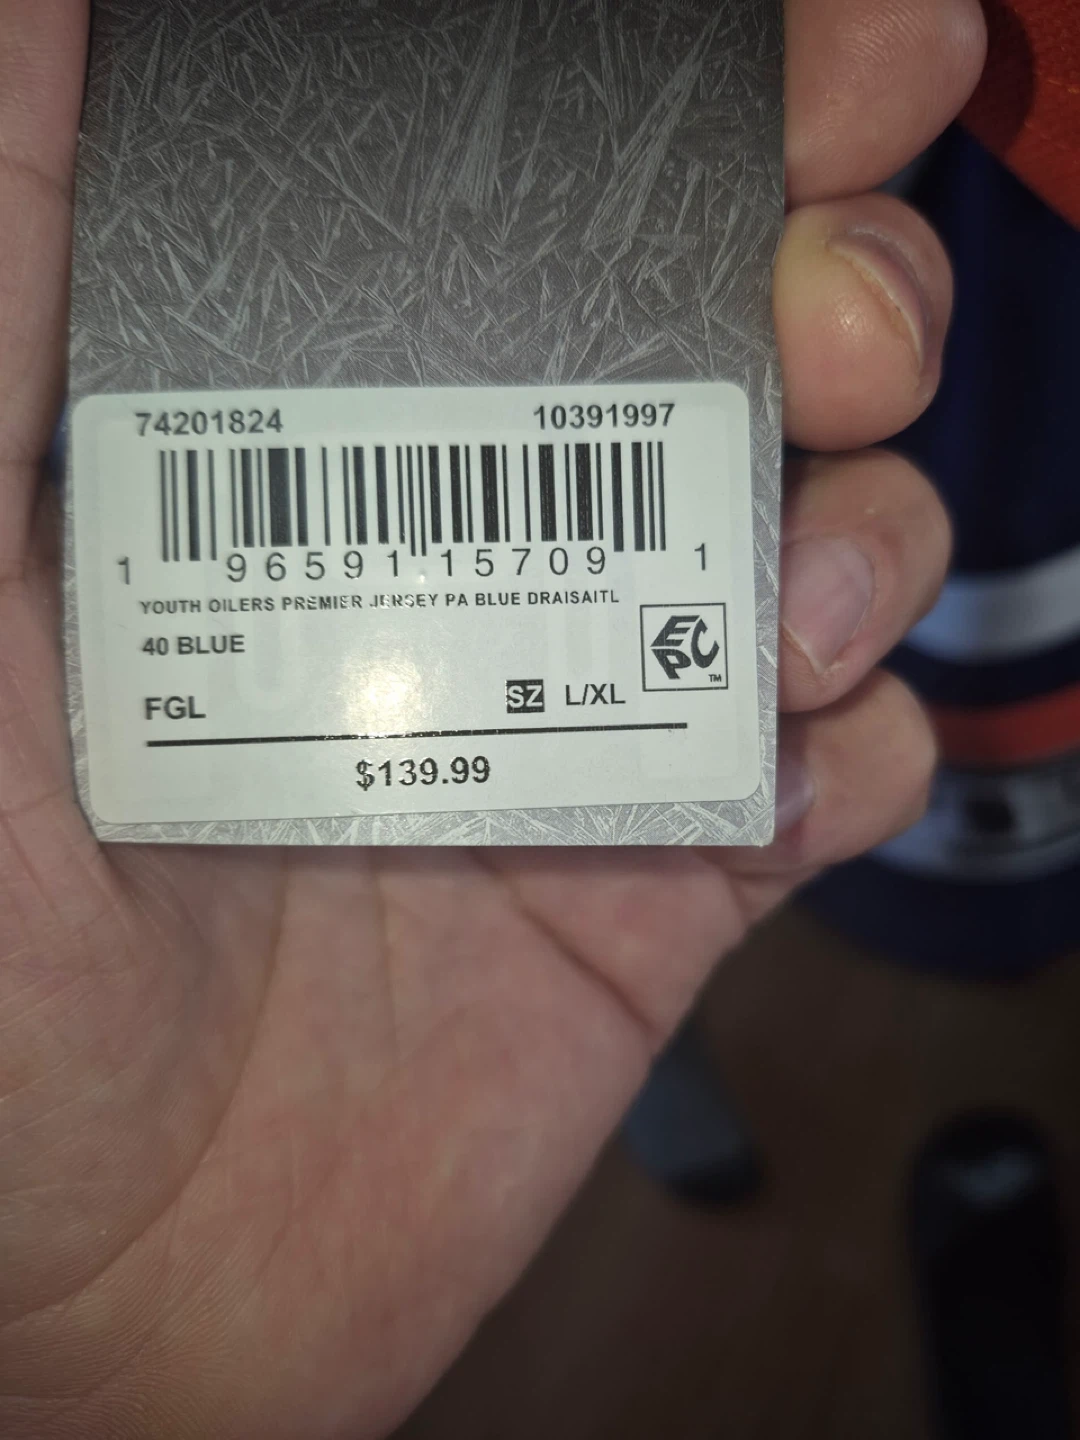 74201824 10391997
1 96591 15709 1
YOUTH OILERS PREMIER JERSEY PA BLUE DRAISAITL
40 BLUE
EPC™
FGL SZ L/XL
$139.99